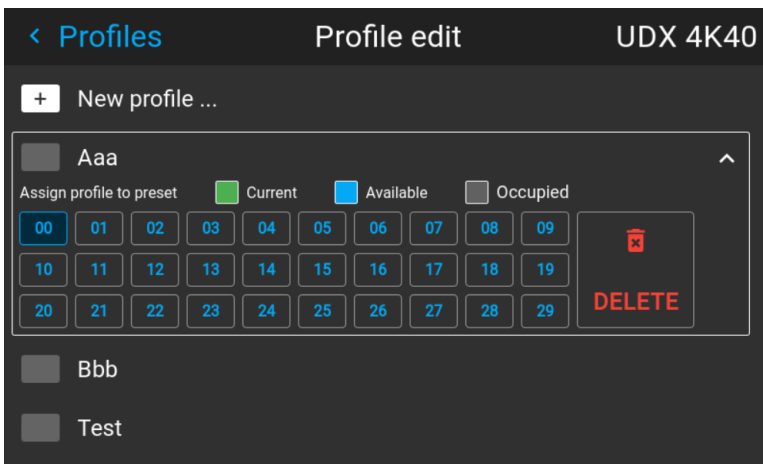 Profiles Profile edit UDX 4K40
+ New profile ...
Aaa
Assign profile to preset Current Available Occupied
00 01 02 03 04 05 06 07 08 09
10 11 12 13 14 15 16 17 18 19
20 21 22 23 24 25 26 27 28 29
DELETE
Bbb
Test